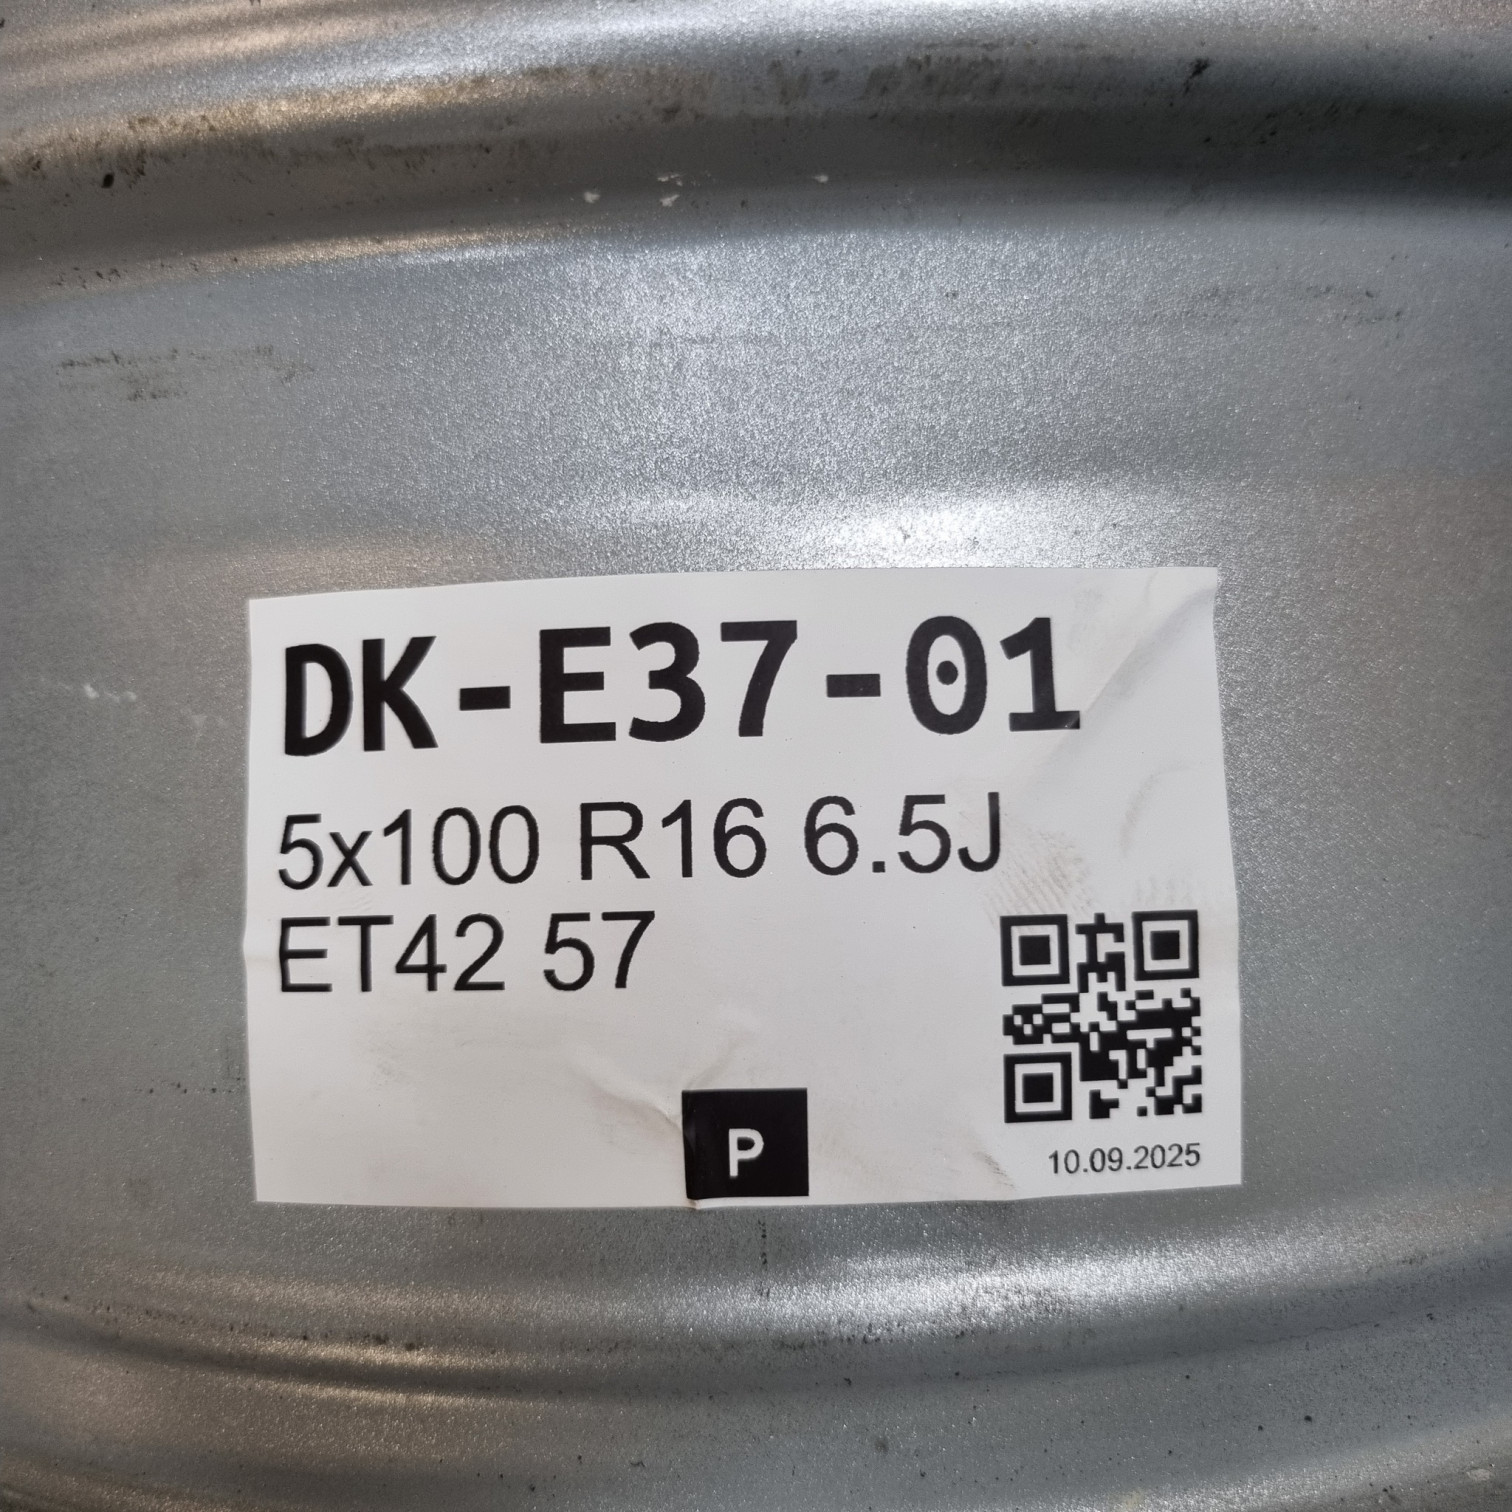 DK-E37-01
5x100 R16 6.5J
ET42 57
P
10.09.2025